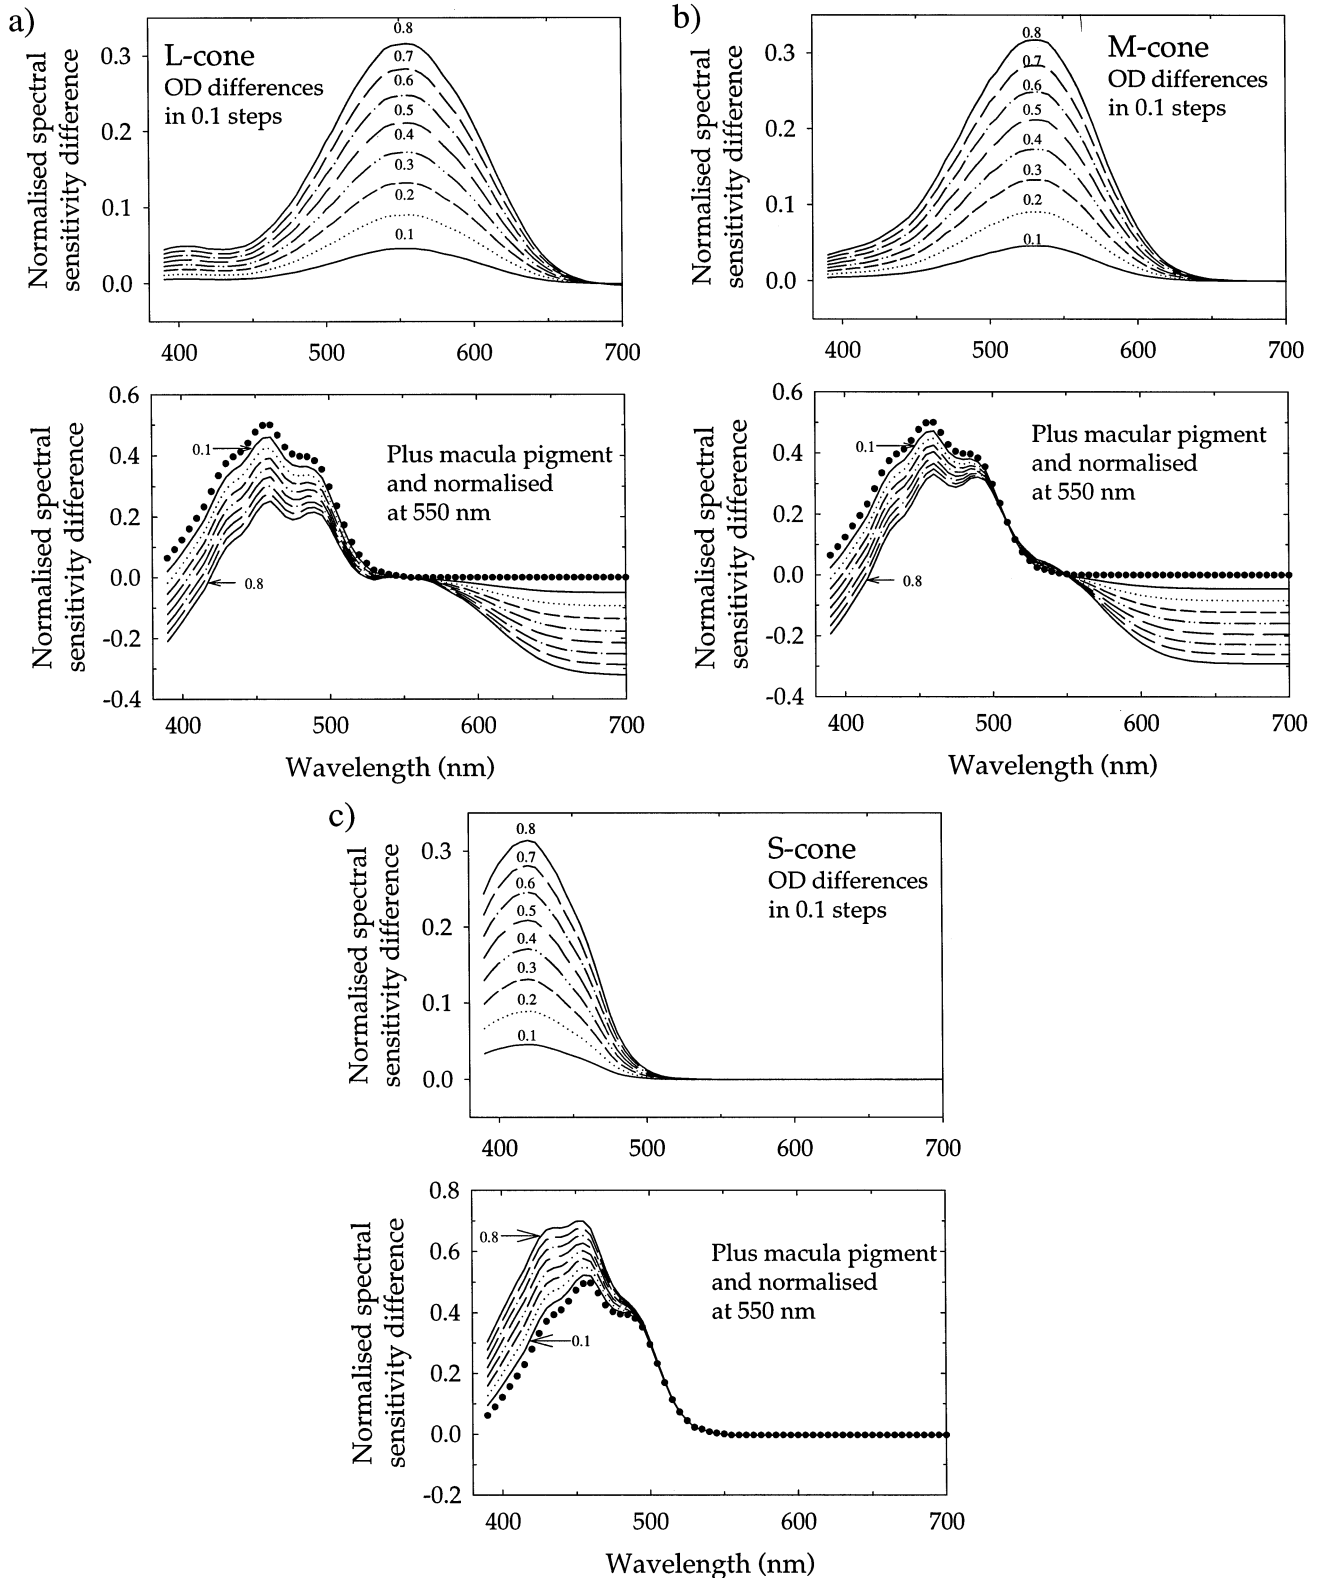 a)
Normalised spectral
sensitivity difference
0.3
0.2
0.1
0.0
L-cone
OD differences
in 0.1 steps
0.8
0.7
0.6
0.5
0.4
0.3
0.2
0.1
400 500 600 700
Normalised spectral
sensitivity difference
0.6
0.4
0.2
0.0
-0.2
-0.4
0.1
0.8
Plus macula pigment
and normalised
at 550 nm
400 500 600 700
Wavelength (nm)
b)
Normalised spectral
sensitivity difference
0.3
0.2
0.1
0.0
M-cone
OD differences
in 0.1 steps
0.8
0.7
0.6
0.5
0.4
0.3
0.2
0.1
400 500 600 700
Normalised spectral
sensitivity difference
0.6
0.4
0.2
0.0
-0.2
-0.4
0.1
0.8
Plus macular pigment
and normalised
at 550 nm
400 500 600 700
Wavelength (nm)
c)
Normalised spectral
sensitivity difference
0.3
0.2
0.1
0.0
S-cone
OD differences
in 0.1 steps
0.8
0.7
0.6
0.5
0.4
0.3
0.2
0.1
400 500 600 700
Normalised spectral
sensitivity difference
0.8
0.6
0.4
0.2
0.0
-0.2
0.8
0.1
Plus macula pigment
and normalised
at 550 nm
400 500 600 700
Wavelength (nm)